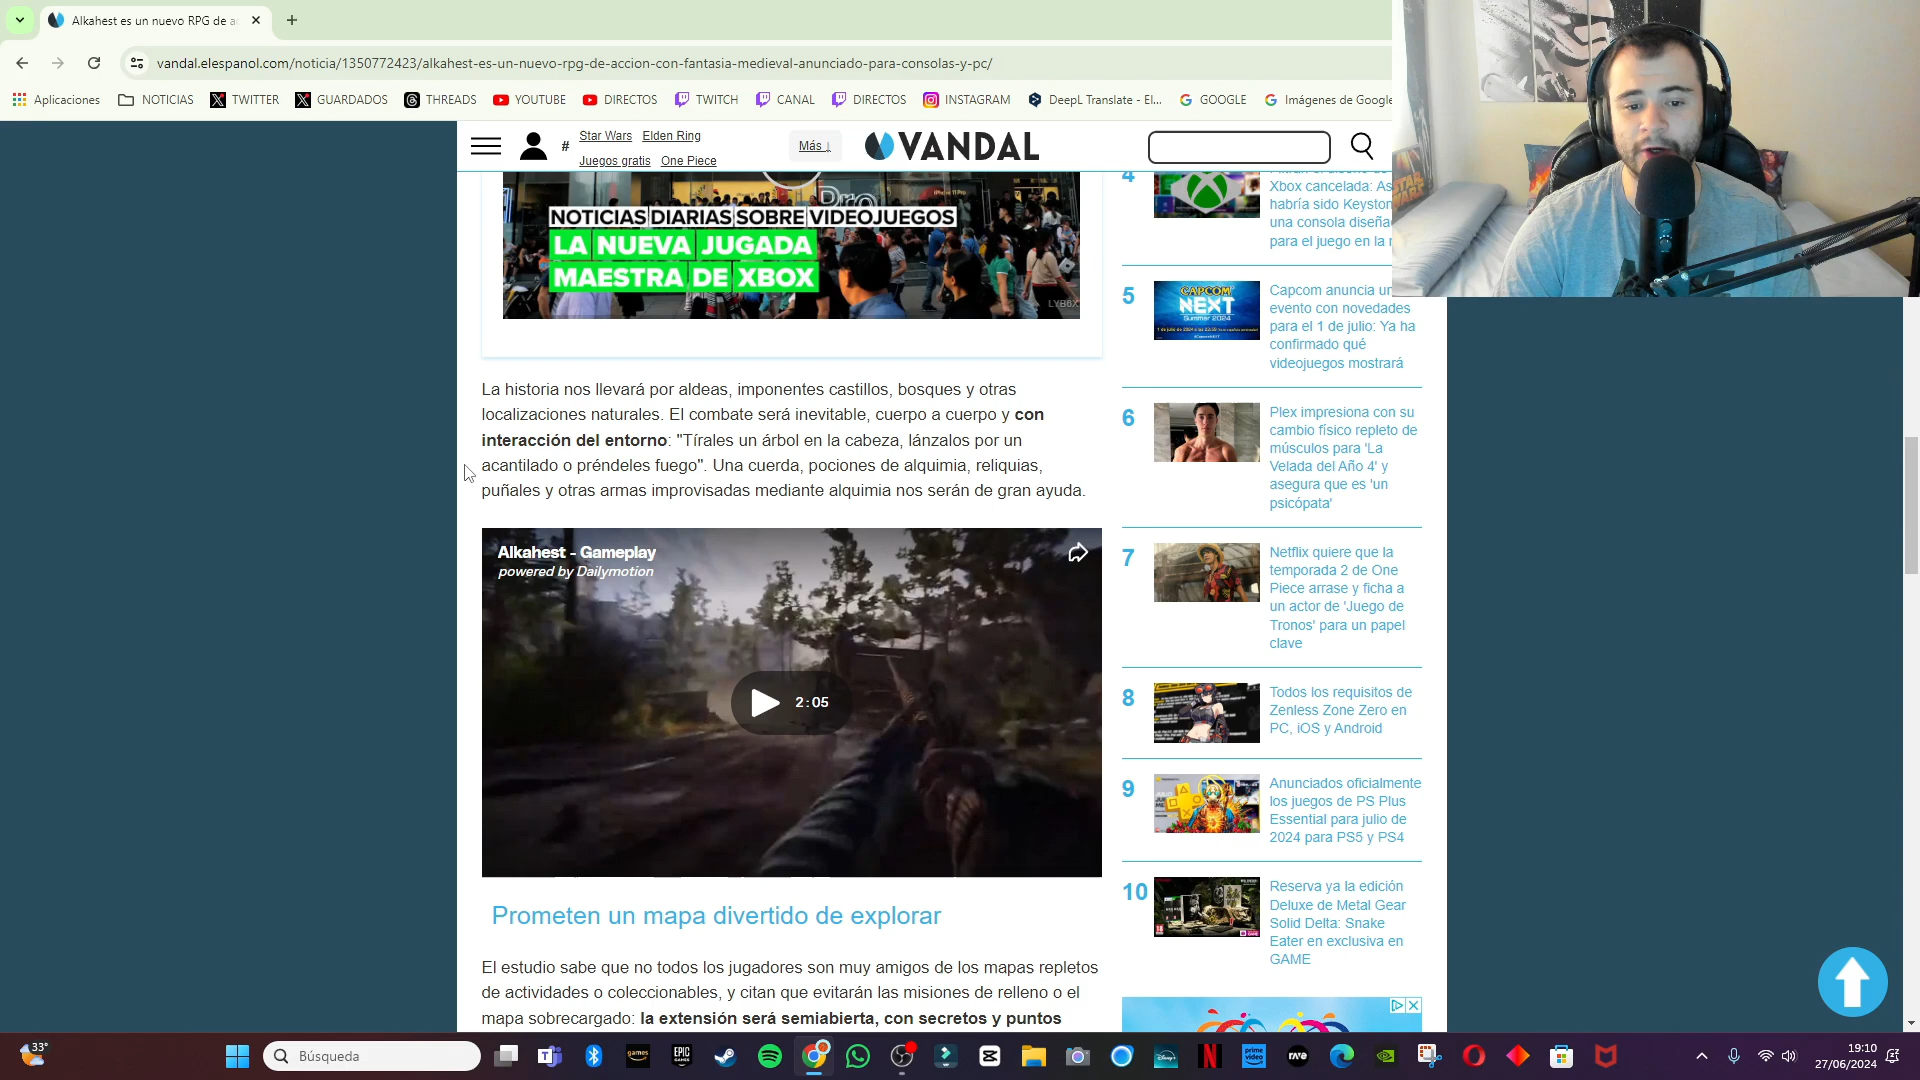 Alkahest es un nuevo RPG de a
vandal.elespanol.com/noticia/1350772423/alkahest-es-un-nuevo-rpg-de-accion-con-fantasia-medieval-anunciado-para-consolas-y-pc/
Aplicaciones NOTICIAS TWITTER GUARDADOS THREADS YOUTUBE DIRECTOS TWITCH CANAL DIRECTOS INSTAGRAM DeepL Translate - El... GOOGLE Imágenes de Google
# Star Wars Elden Ring
Juegos gratis One Piece
Más ↓
VANDAL
NOTICIAS DIARIAS SOBRE VIDEOJUEGOS
LA NUEVA JUGADA
MAESTRA DE XBOX
LYB6X
La historia nos llevará por aldeas, imponentes castillos, bosques y otras
localizaciones naturales. El combate será inevitable, cuerpo a cuerpo y con
interacción del entorno: "Tírales un árbol en la cabeza, lánzalos por un
acantilado o préndeles fuego". Una cuerda, pociones de alquimia, reliquias,
puñales y otras armas improvisadas mediante alquimia nos serán de gran ayuda.
Alkahest - Gameplay
powered by Dailymotion
2:05
Prometen un mapa divertido de explorar
El estudio sabe que no todos los jugadores son muy amigos de los mapas repletos
de actividades o coleccionables, y citan que evitarán las misiones de relleno o el
mapa sobrecargado: la extensión será semiabierta, con secretos y puntos
4
Xbox cancelada: As
habría sido Keyston
una consola diseña
para el juego en la
5
CAPCOM
NEXT
Summer 2024
Capcom anuncia un
evento con novedades
para el 1 de julio: Ya ha
confirmado qué
videojuegos mostrará
6
Plex impresiona con su
cambio físico repleto de
músculos para 'La
Velada del Año 4' y
asegura que es 'un
psicópata'
7
Netflix quiere que la
temporada 2 de One
Piece arrase y ficha a
un actor de 'Juego de
Tronos' para un papel
clave
8
Todos los requisitos de
Zenless Zone Zero en
PC, iOS y Android
9
Anunciados oficialmente
los juegos de PS Plus
Essential para julio de
2024 para PS5 y PS4
10
Reserva ya la edición
Deluxe de Metal Gear
Solid Delta: Snake
Eater en exclusiva en
GAME
33°
Búsqueda
19:10
27/06/2024